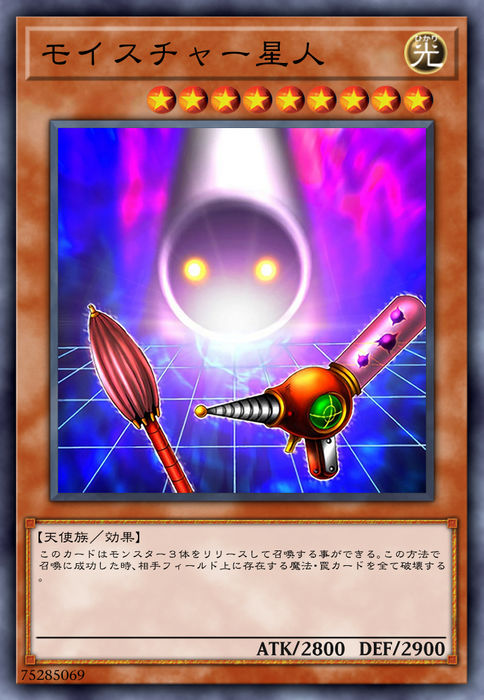 モイスチャー星人
ひかり
光
【天使族／効果】
このカードはモンスター３体をリリースして召喚する事ができる。この方法で
召喚に成功した時、相手フィールド上に存在する魔法・罠カードを全て破壊する
。
ATK/2800 DEF/2900
75285069